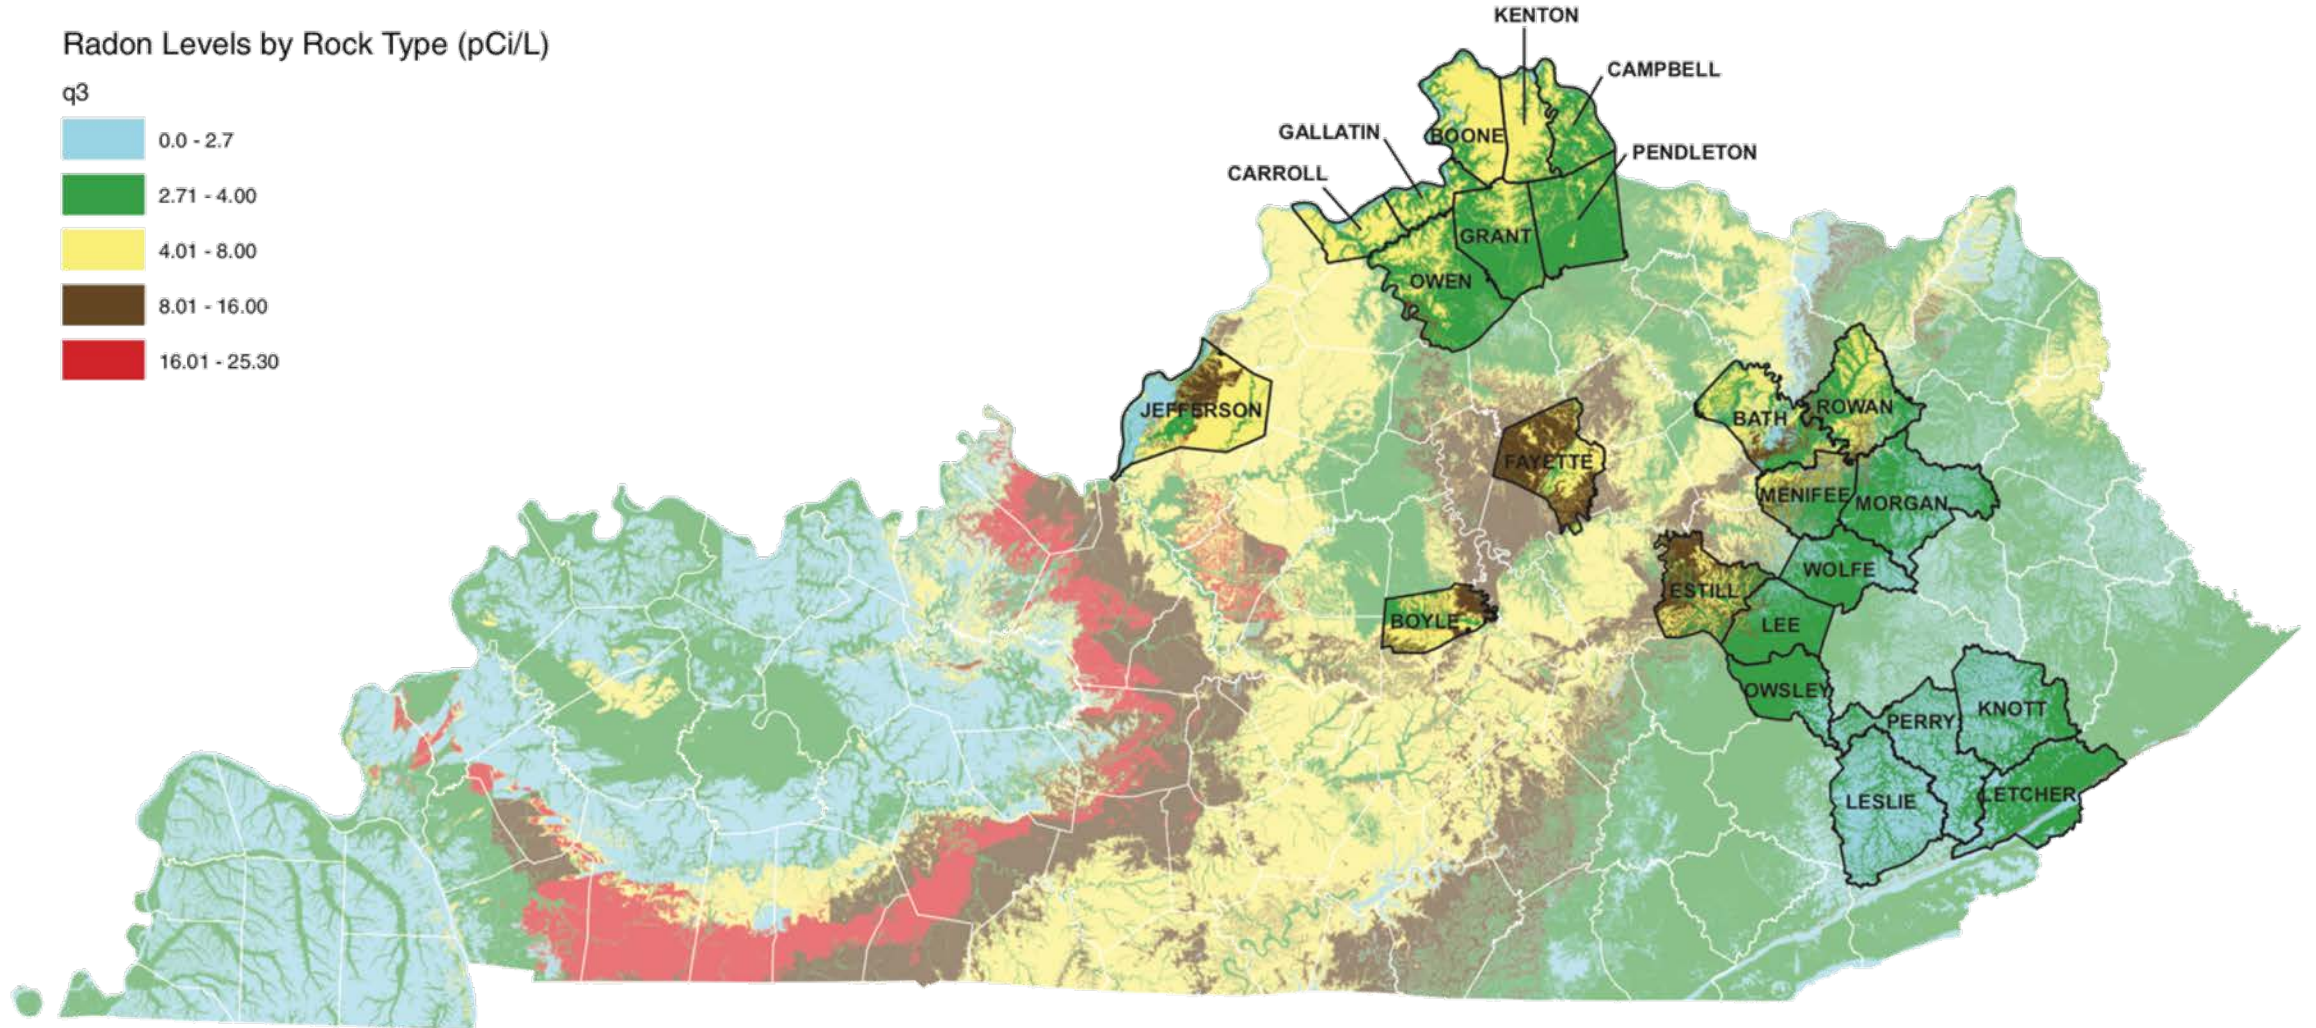 Radon Levels by Rock Type (pCi/L)
q3
0.0 - 2.7
2.71 - 4.00
4.01 - 8.00
8.01 - 16.00
16.01 - 25.30
KENTON
CAMPBELL
GALLATIN
BOONE
PENDLETON
CARROLL
GRANT
OWEN
JEFFERSON
BATH
ROWAN
FAYETTE
MENIFEE
MORGAN
WOLFE
ESTILL
BOYLE
LEE
OWSLEY
KNOTT
PERRY
LETCHER
LESLIE